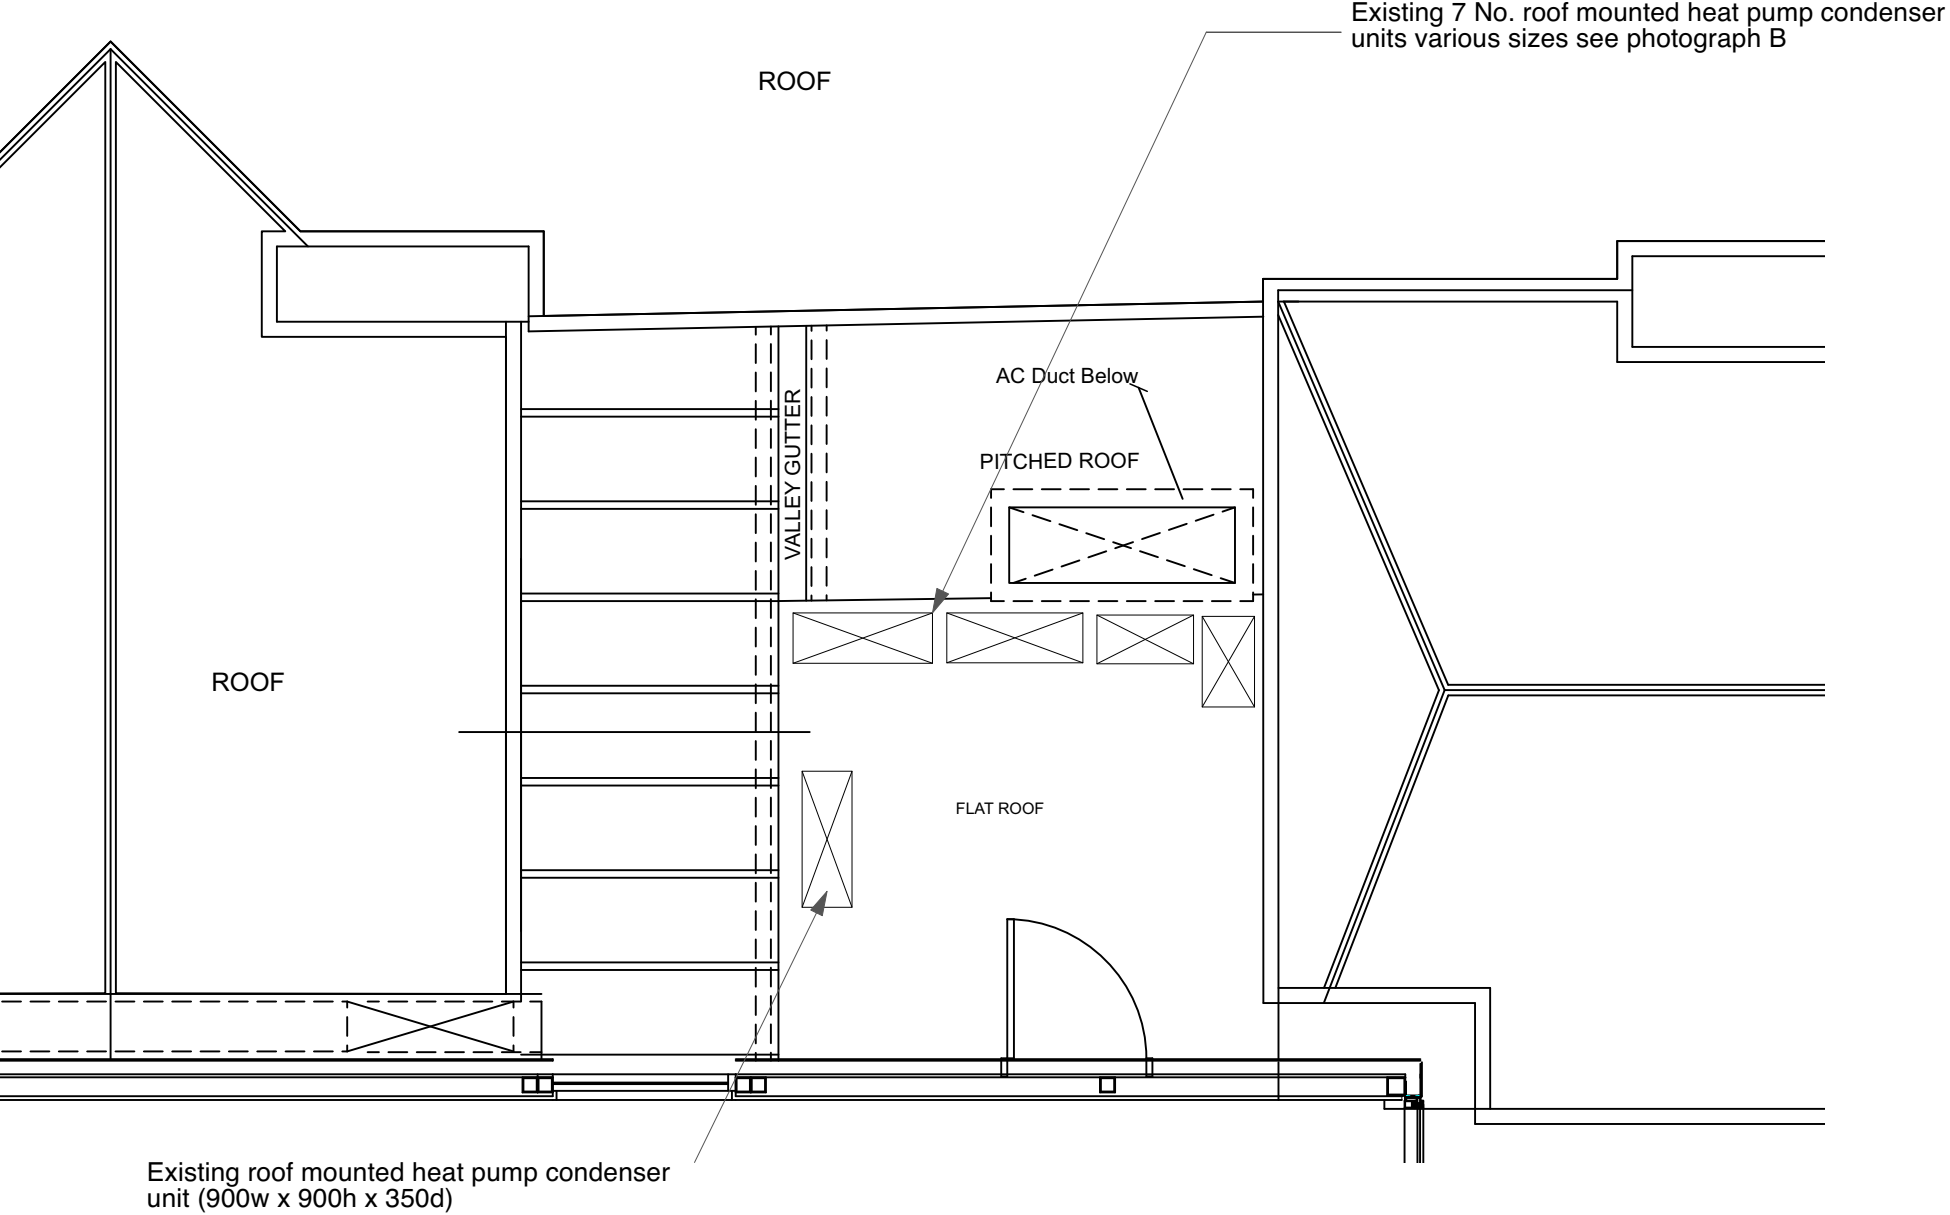 Existing 7 No. roof mounted heat pump condenser
units various sizes see photograph B
ROOF
AC Duct Below
PITCHED ROOF
VALLEY GUTTER
ROOF
FLAT ROOF
Existing roof mounted heat pump condenser
unit (900w x 900h x 350d)